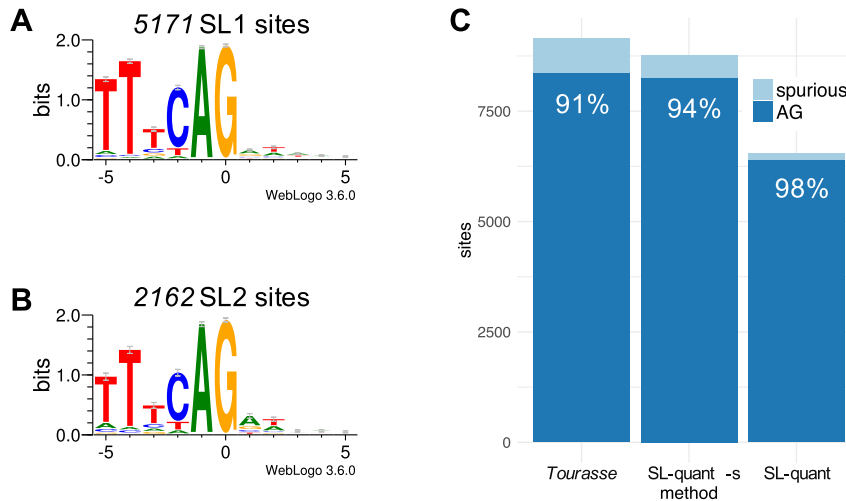 A
5171 SL1 sites
2.0
1.0
0.0
bits
TTTCAG
-5
0
5
WebLogo 3.6.0
B
2162 SL2 sites
2.0
1.0
0.0
bits
TTTCAGAT
-5
0
5
WebLogo 3.6.0
C
spurious
AG
91%
94%
98%
7500
5000
2500
0
sites
Tourasse
SL-quant -s
SL-quant
method